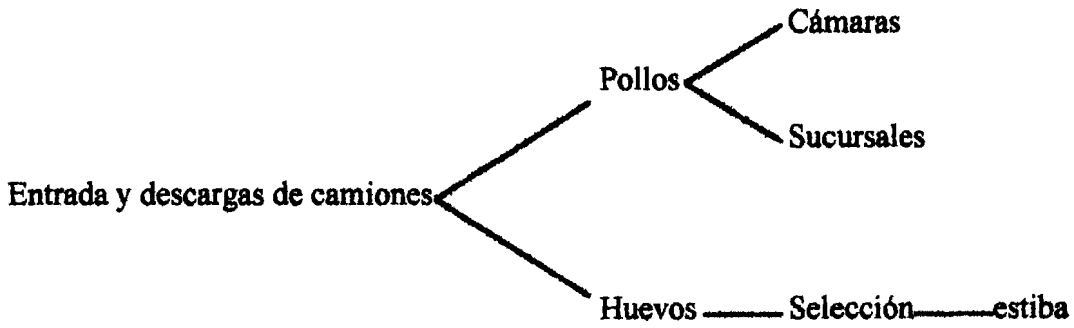 Cámaras
Pollos
Sucursales
Entrada y descargas de camiones
Huevos Selección estiba